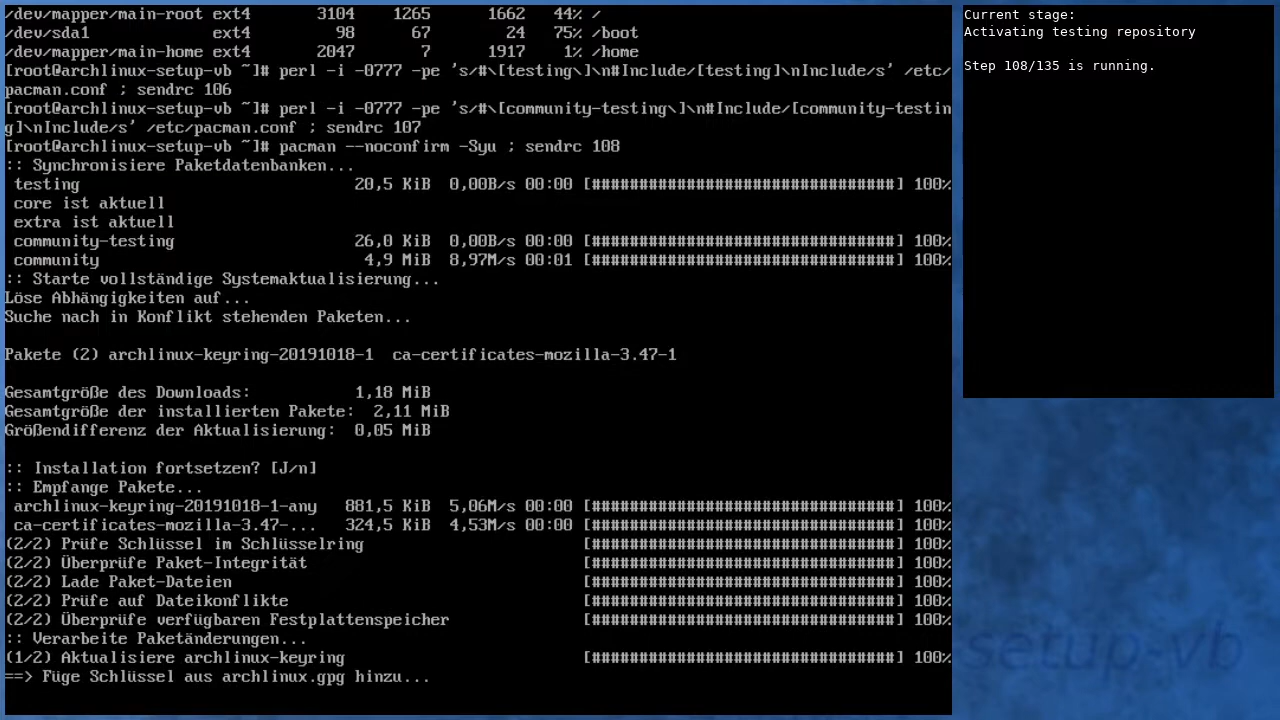 /dev/mapper/main-root ext4       3104    1265      1662   44% /
/dev/sda1             ext4         98      67        24   75% /boot
/dev/mapper/main-home ext4       2047       7      1917    1% /home
[root@archlinux-setup-vb ~]# perl -i -0777 -pe 's/#\[testing\]\n#Include/[testing]\nInclude/s' /etc/
pacman.conf ; sendrc 106
[root@archlinux-setup-vb ~]# perl -i -0777 -pe 's/#\[community-testing\]\n#Include/[community-testin
g]\nInclude/s' /etc/pacman.conf ; sendrc 107
[root@archlinux-setup-vb ~]# pacman --noconfirm -Syu ; sendrc 108
:: Synchronisiere Paketdatenbanken...
 testing                             20,5 KiB  0,00B/s 00:00 [################################] 100%
 core ist aktuell
 extra ist aktuell
 community-testing                   26,0 KiB  0,00B/s 00:00 [################################] 100%
 community                            4,9 MiB  8,97M/s 00:01 [################################] 100%
:: Starte vollständige Systemaktualisierung...
Löse Abhängigkeiten auf...
Suche nach in Konflikt stehenden Paketen...
Pakete (2) archlinux-keyring-20191018-1  ca-certificates-mozilla-3.47-1
Gesamtgröße des Downloads:           1,18 MiB
Gesamtgröße der installierten Pakete:  2,11 MiB
Größendifferenz der Aktualisierung:  0,05 MiB
:: Installation fortsetzen? [J/n]
:: Empfange Pakete...
 archlinux-keyring-20191018-1-any   881,5 KiB  5,06M/s 00:00 [################################] 100%
 ca-certificates-mozilla-3.47-...   324,5 KiB  4,53M/s 00:00 [################################] 100%
(2/2) Prüfe Schlüssel im Schlüsselring                       [################################] 100%
(2/2) Überprüfe Paket-Integrität                             [################################] 100%
(2/2) Lade Paket-Dateien                                     [################################] 100%
(2/2) Prüfe auf Dateikonflikte                               [################################] 100%
(2/2) Überprüfe verfügbaren Festplattenspeicher              [################################] 100%
:: Verarbeite Paketänderungen...
(1/2) Aktualisiere archlinux-keyring                         [################################] 100%
==> Füge Schlüssel aus archlinux.gpg hinzu...
Current stage:
Activating testing repository
Step 108/135 is running.
setup-vb